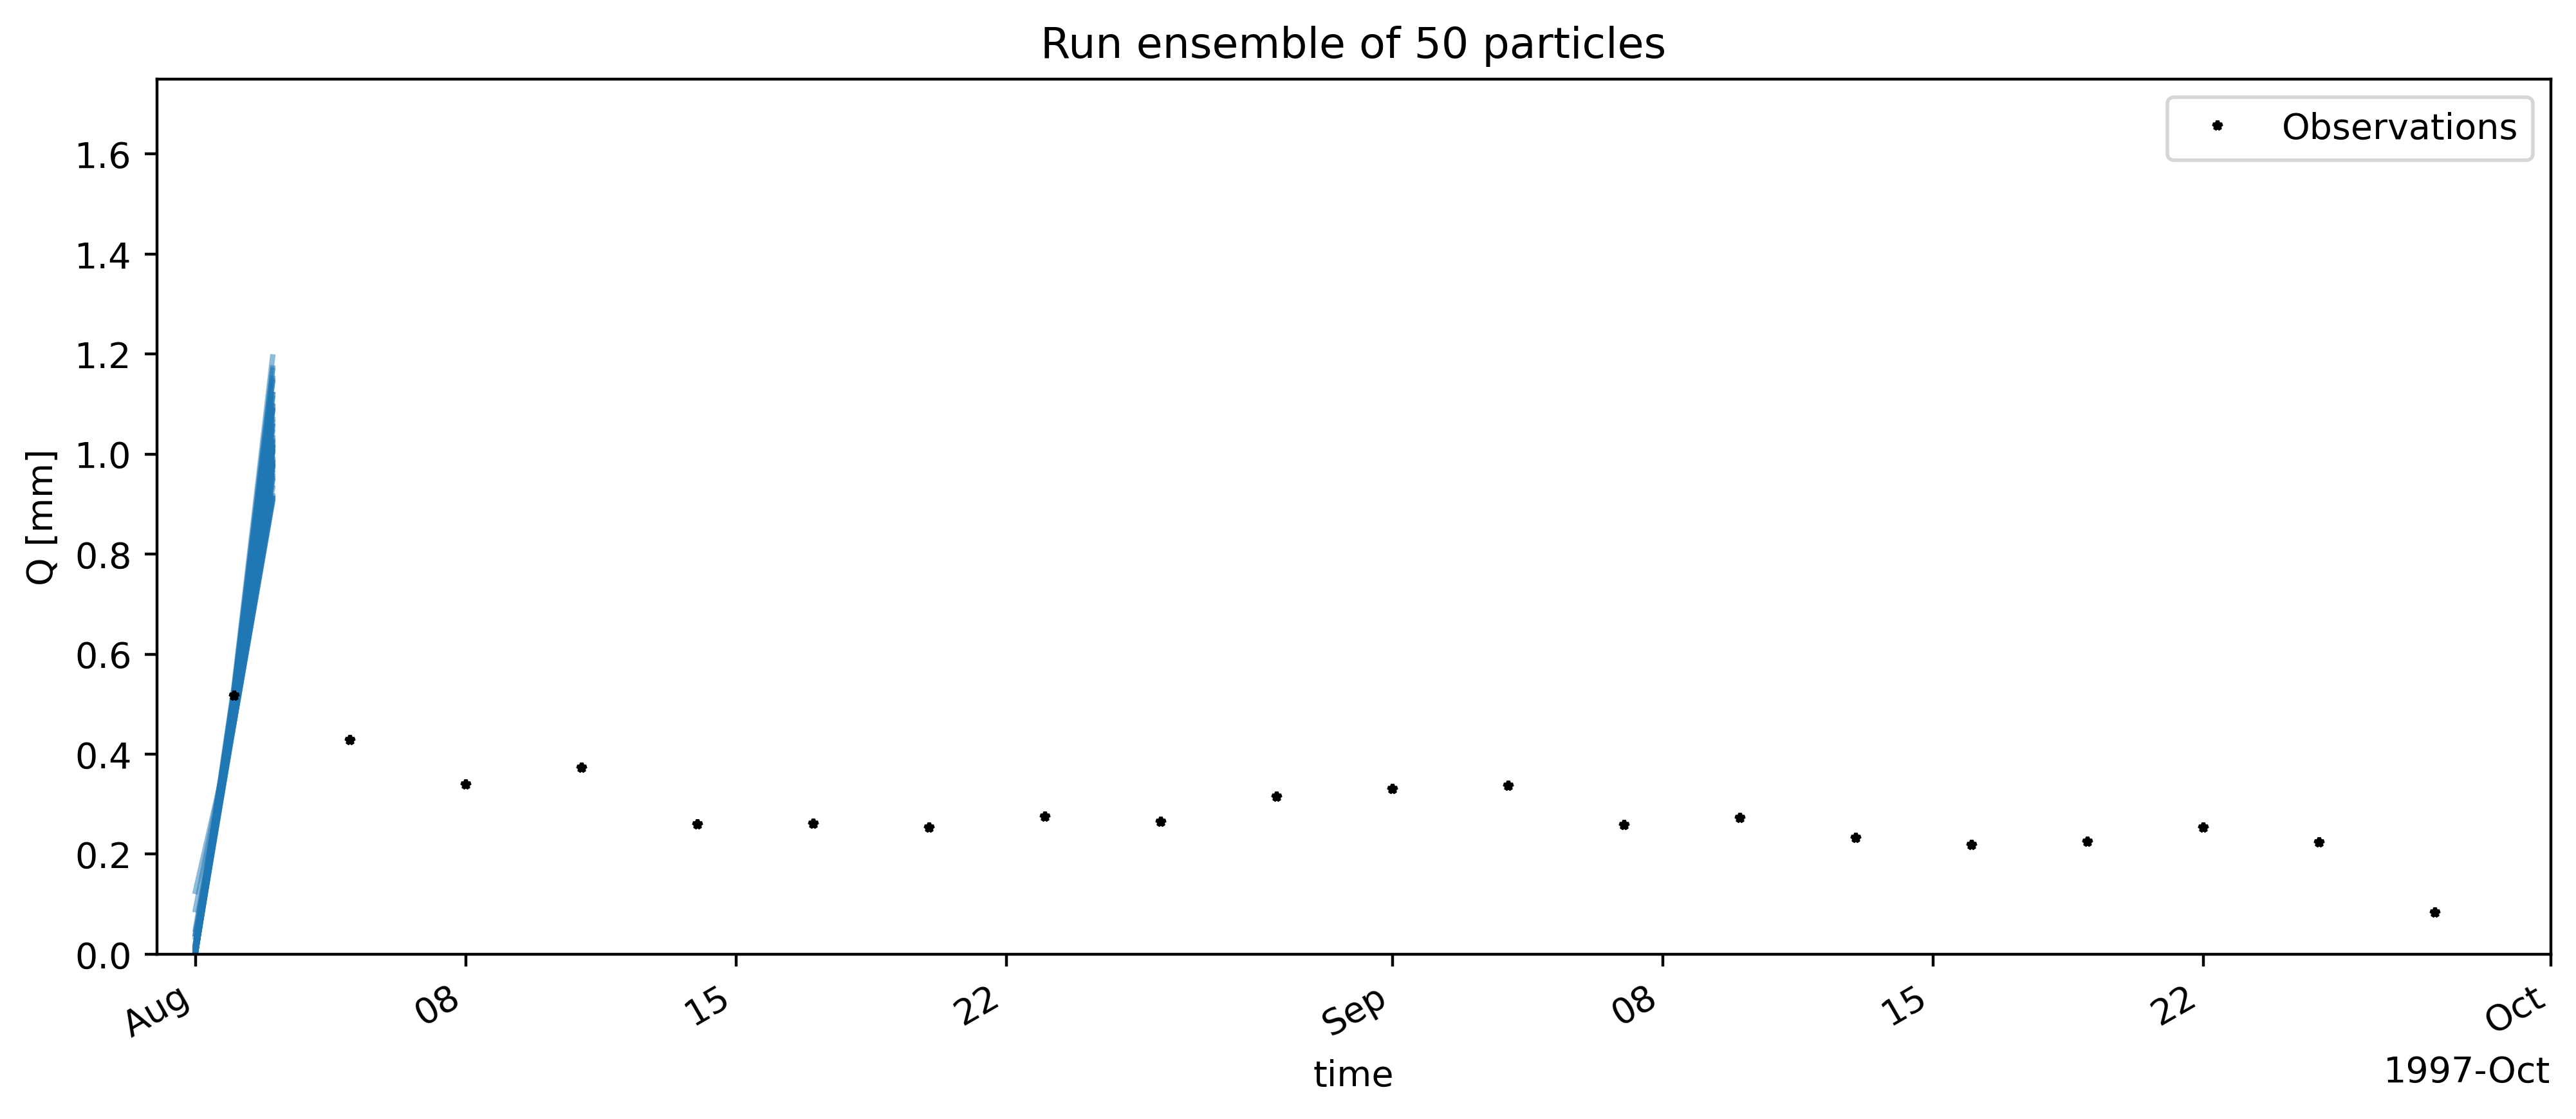 Run ensemble of 50 particles
Observations
1.6
1.4
1.2
1.0
0.8
0.6
0.4
0.2
0.0
Q [mm]
Aug 08 15 22 Sep 08 15 22 Oct
time
1997-Oct